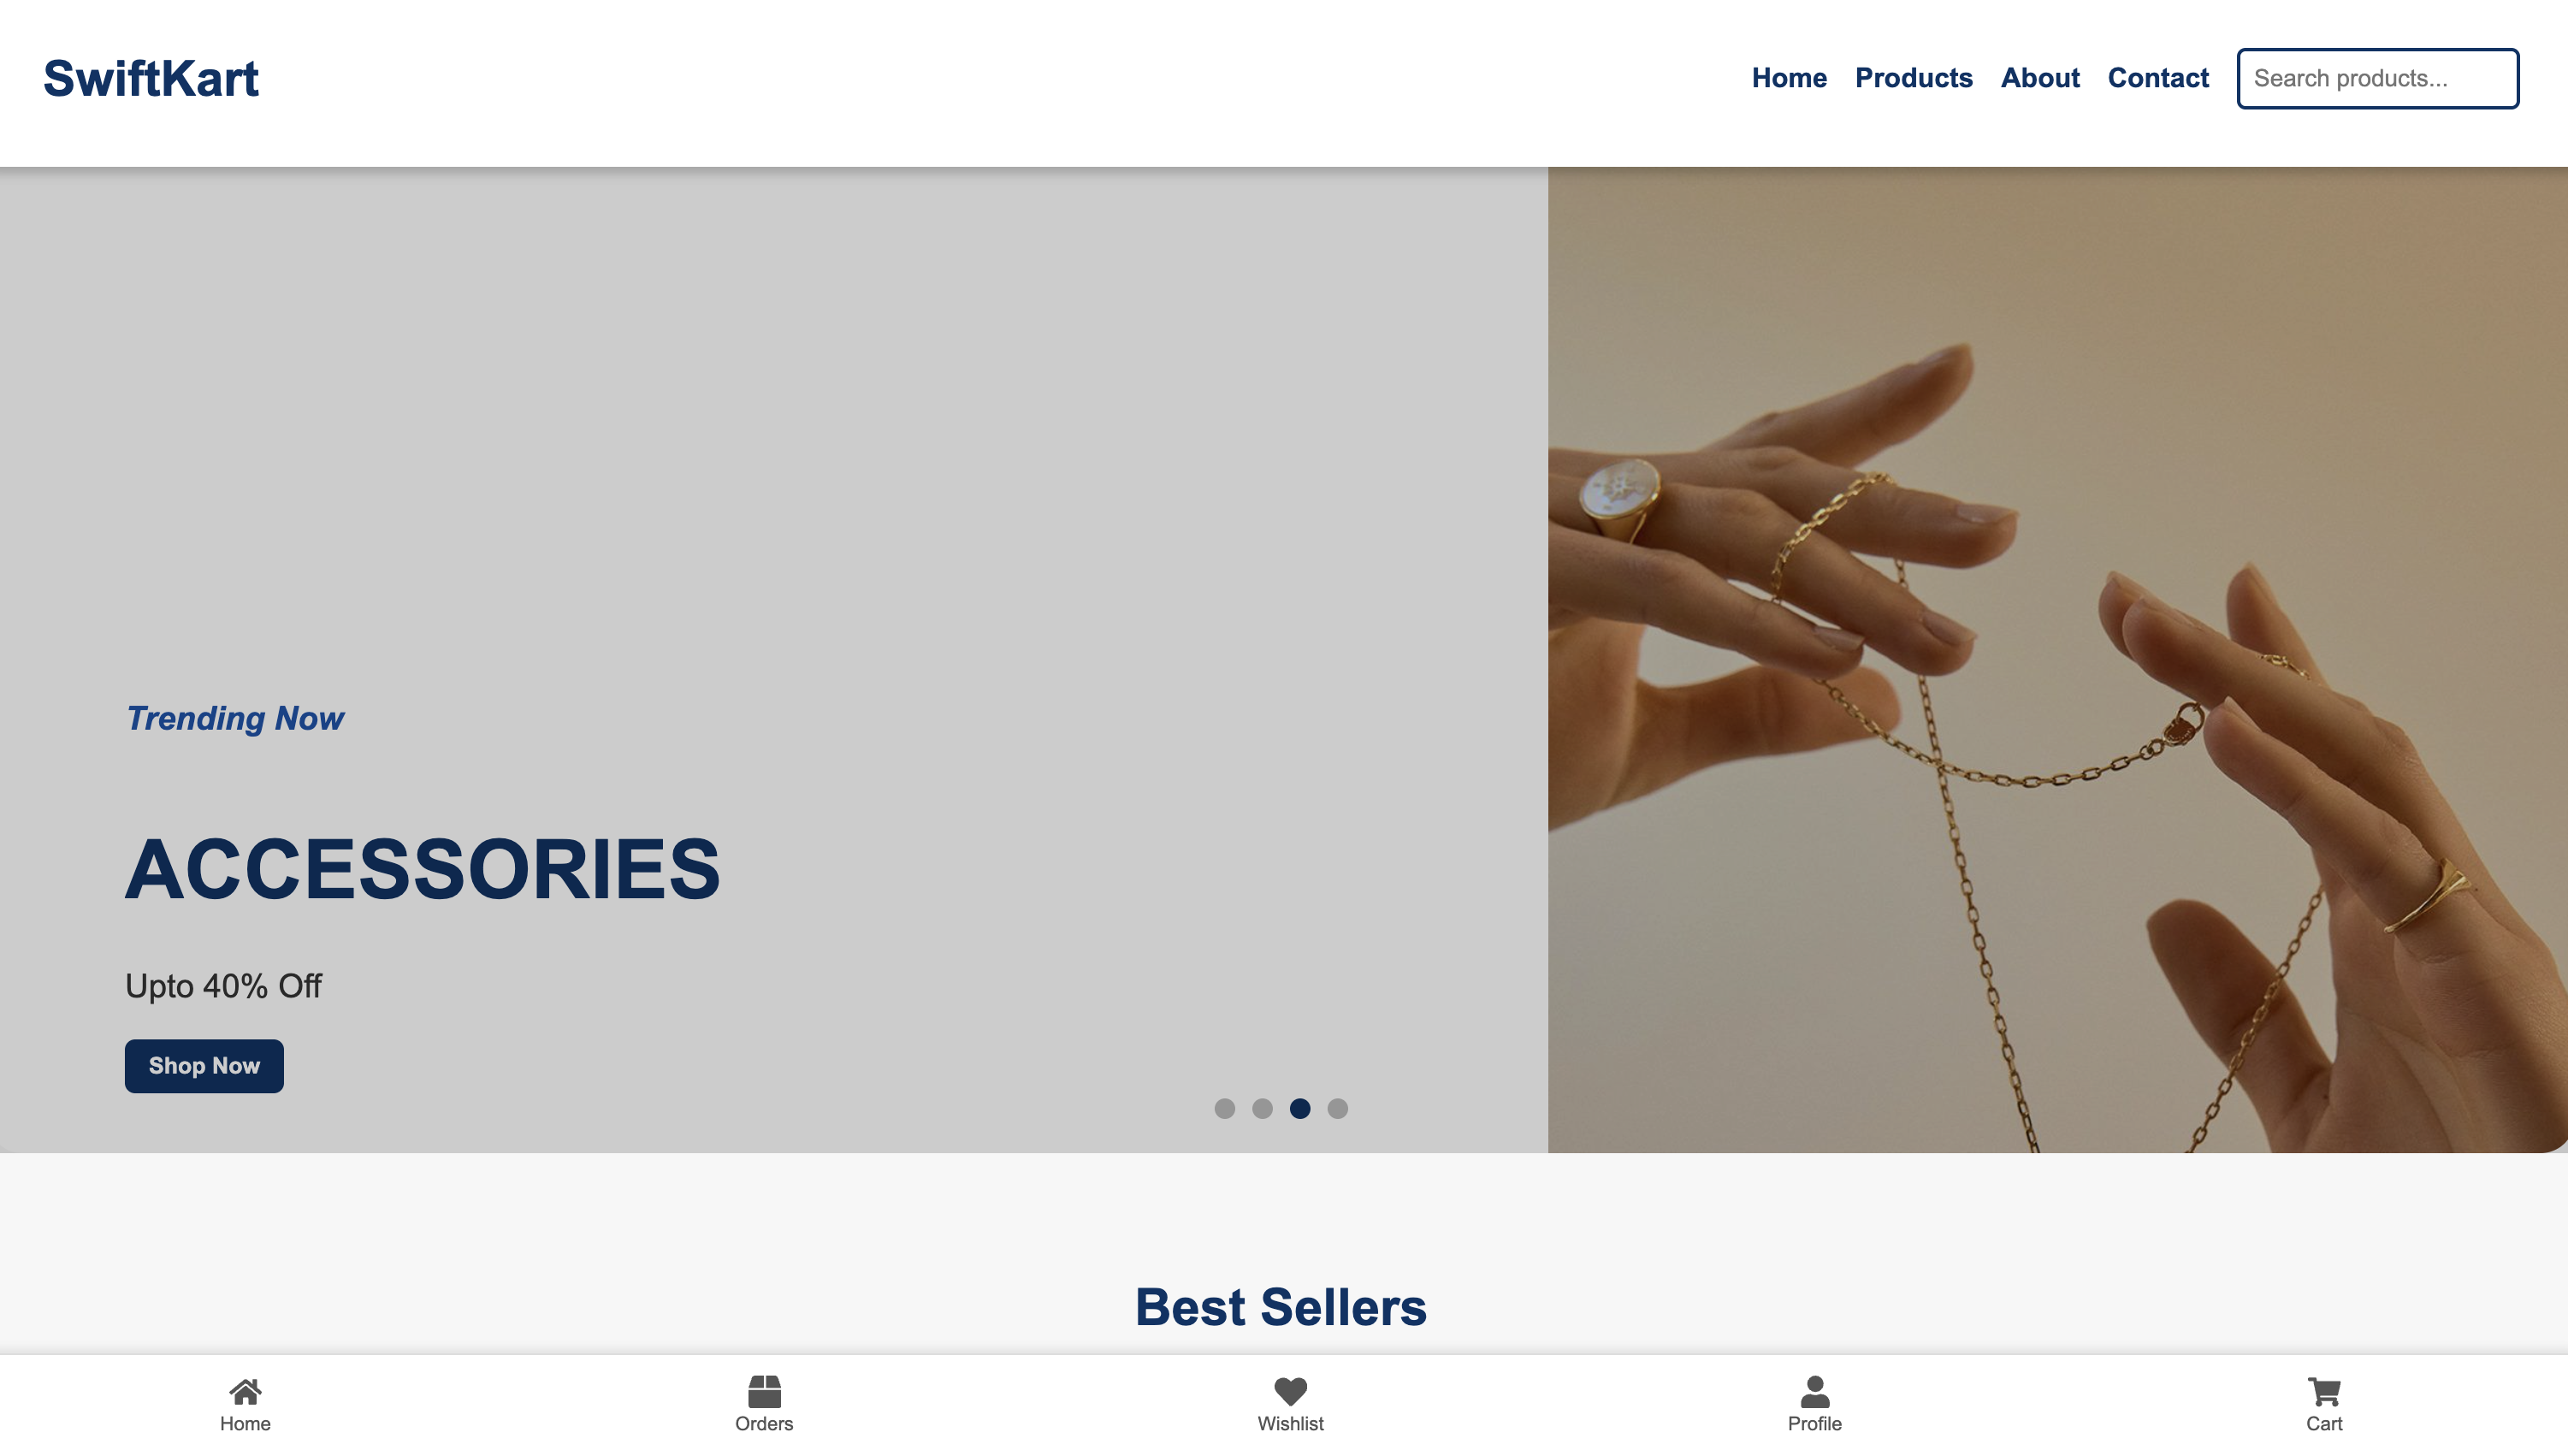 SwiftKart
Home Products About Contact Search products...
Trending Now
ACCESSORIES
Upto 40% Off
Shop Now
Best Sellers
Home Orders Wishlist Profile Cart